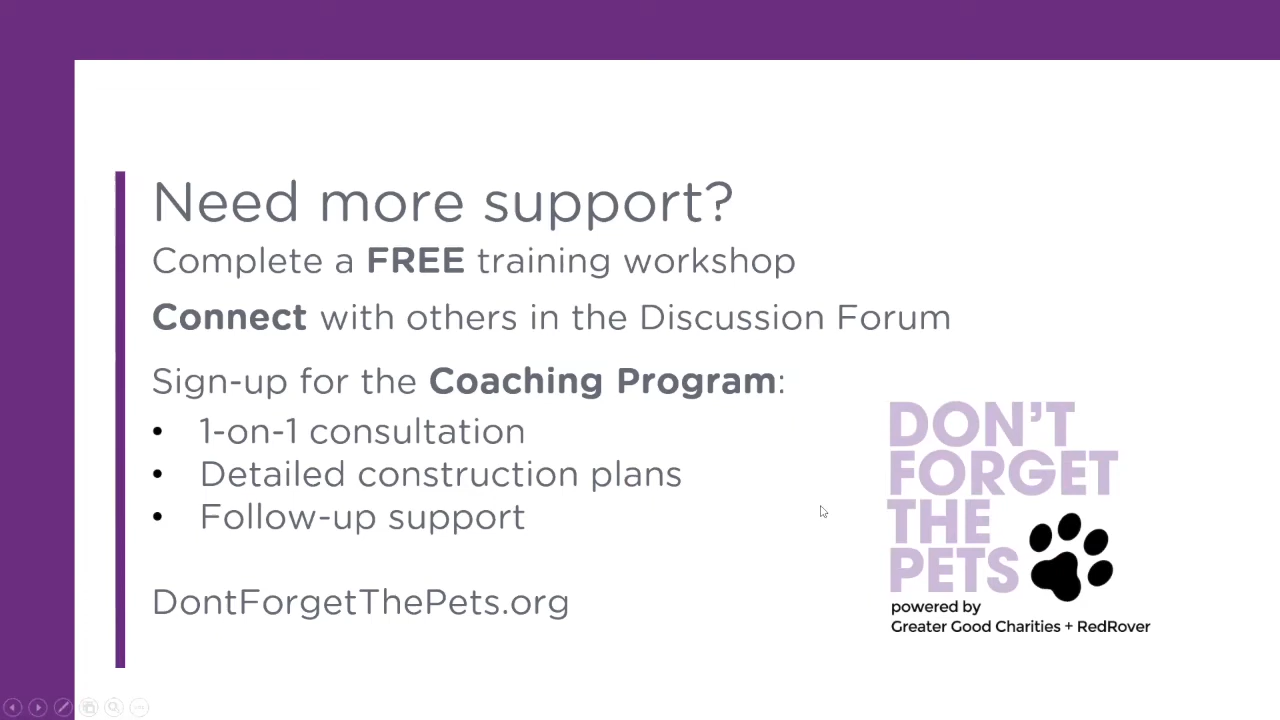 Need more support?
Complete a FREE training workshop
Connect with others in the Discussion Forum
Sign-up for the Coaching Program:
• 1-on-1 consultation
• Detailed construction plans
• Follow-up support
DontForgetThePets.org
DON'T
FORGET
THE
PETS
powered by
Greater Good Charities + RedRover